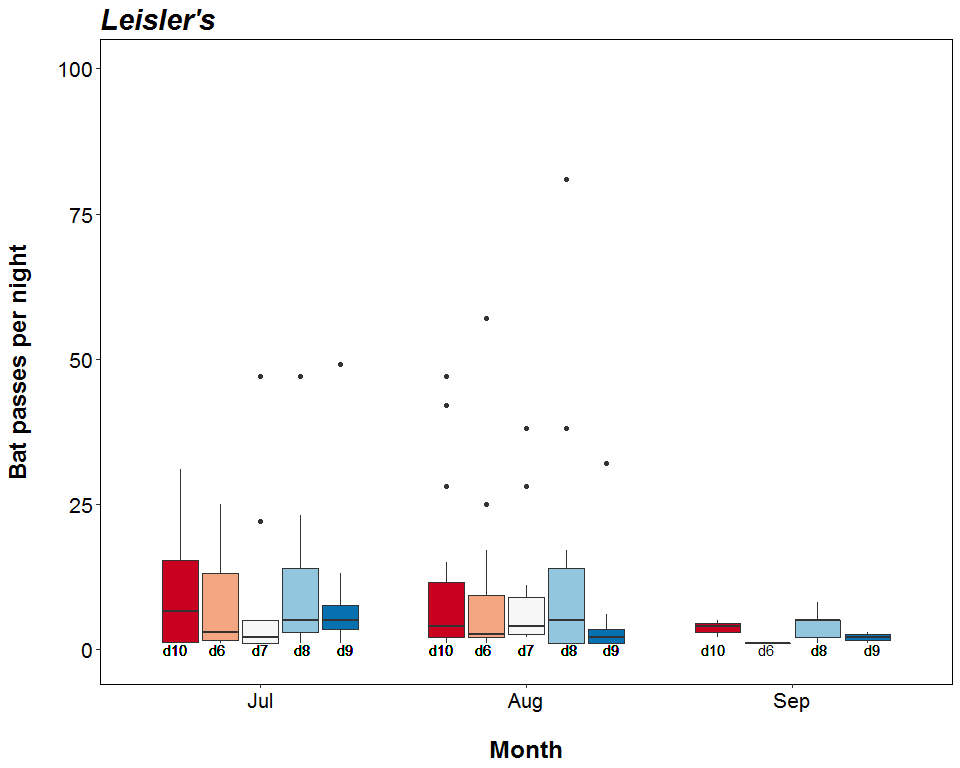 Leisler's
100
75
50
25
0
Bat passes per night
d10 d6 d7 d8 d9 d10 d6 d7 d8 d9 d10 d6 d8 d9
Jul Aug Sep
Month